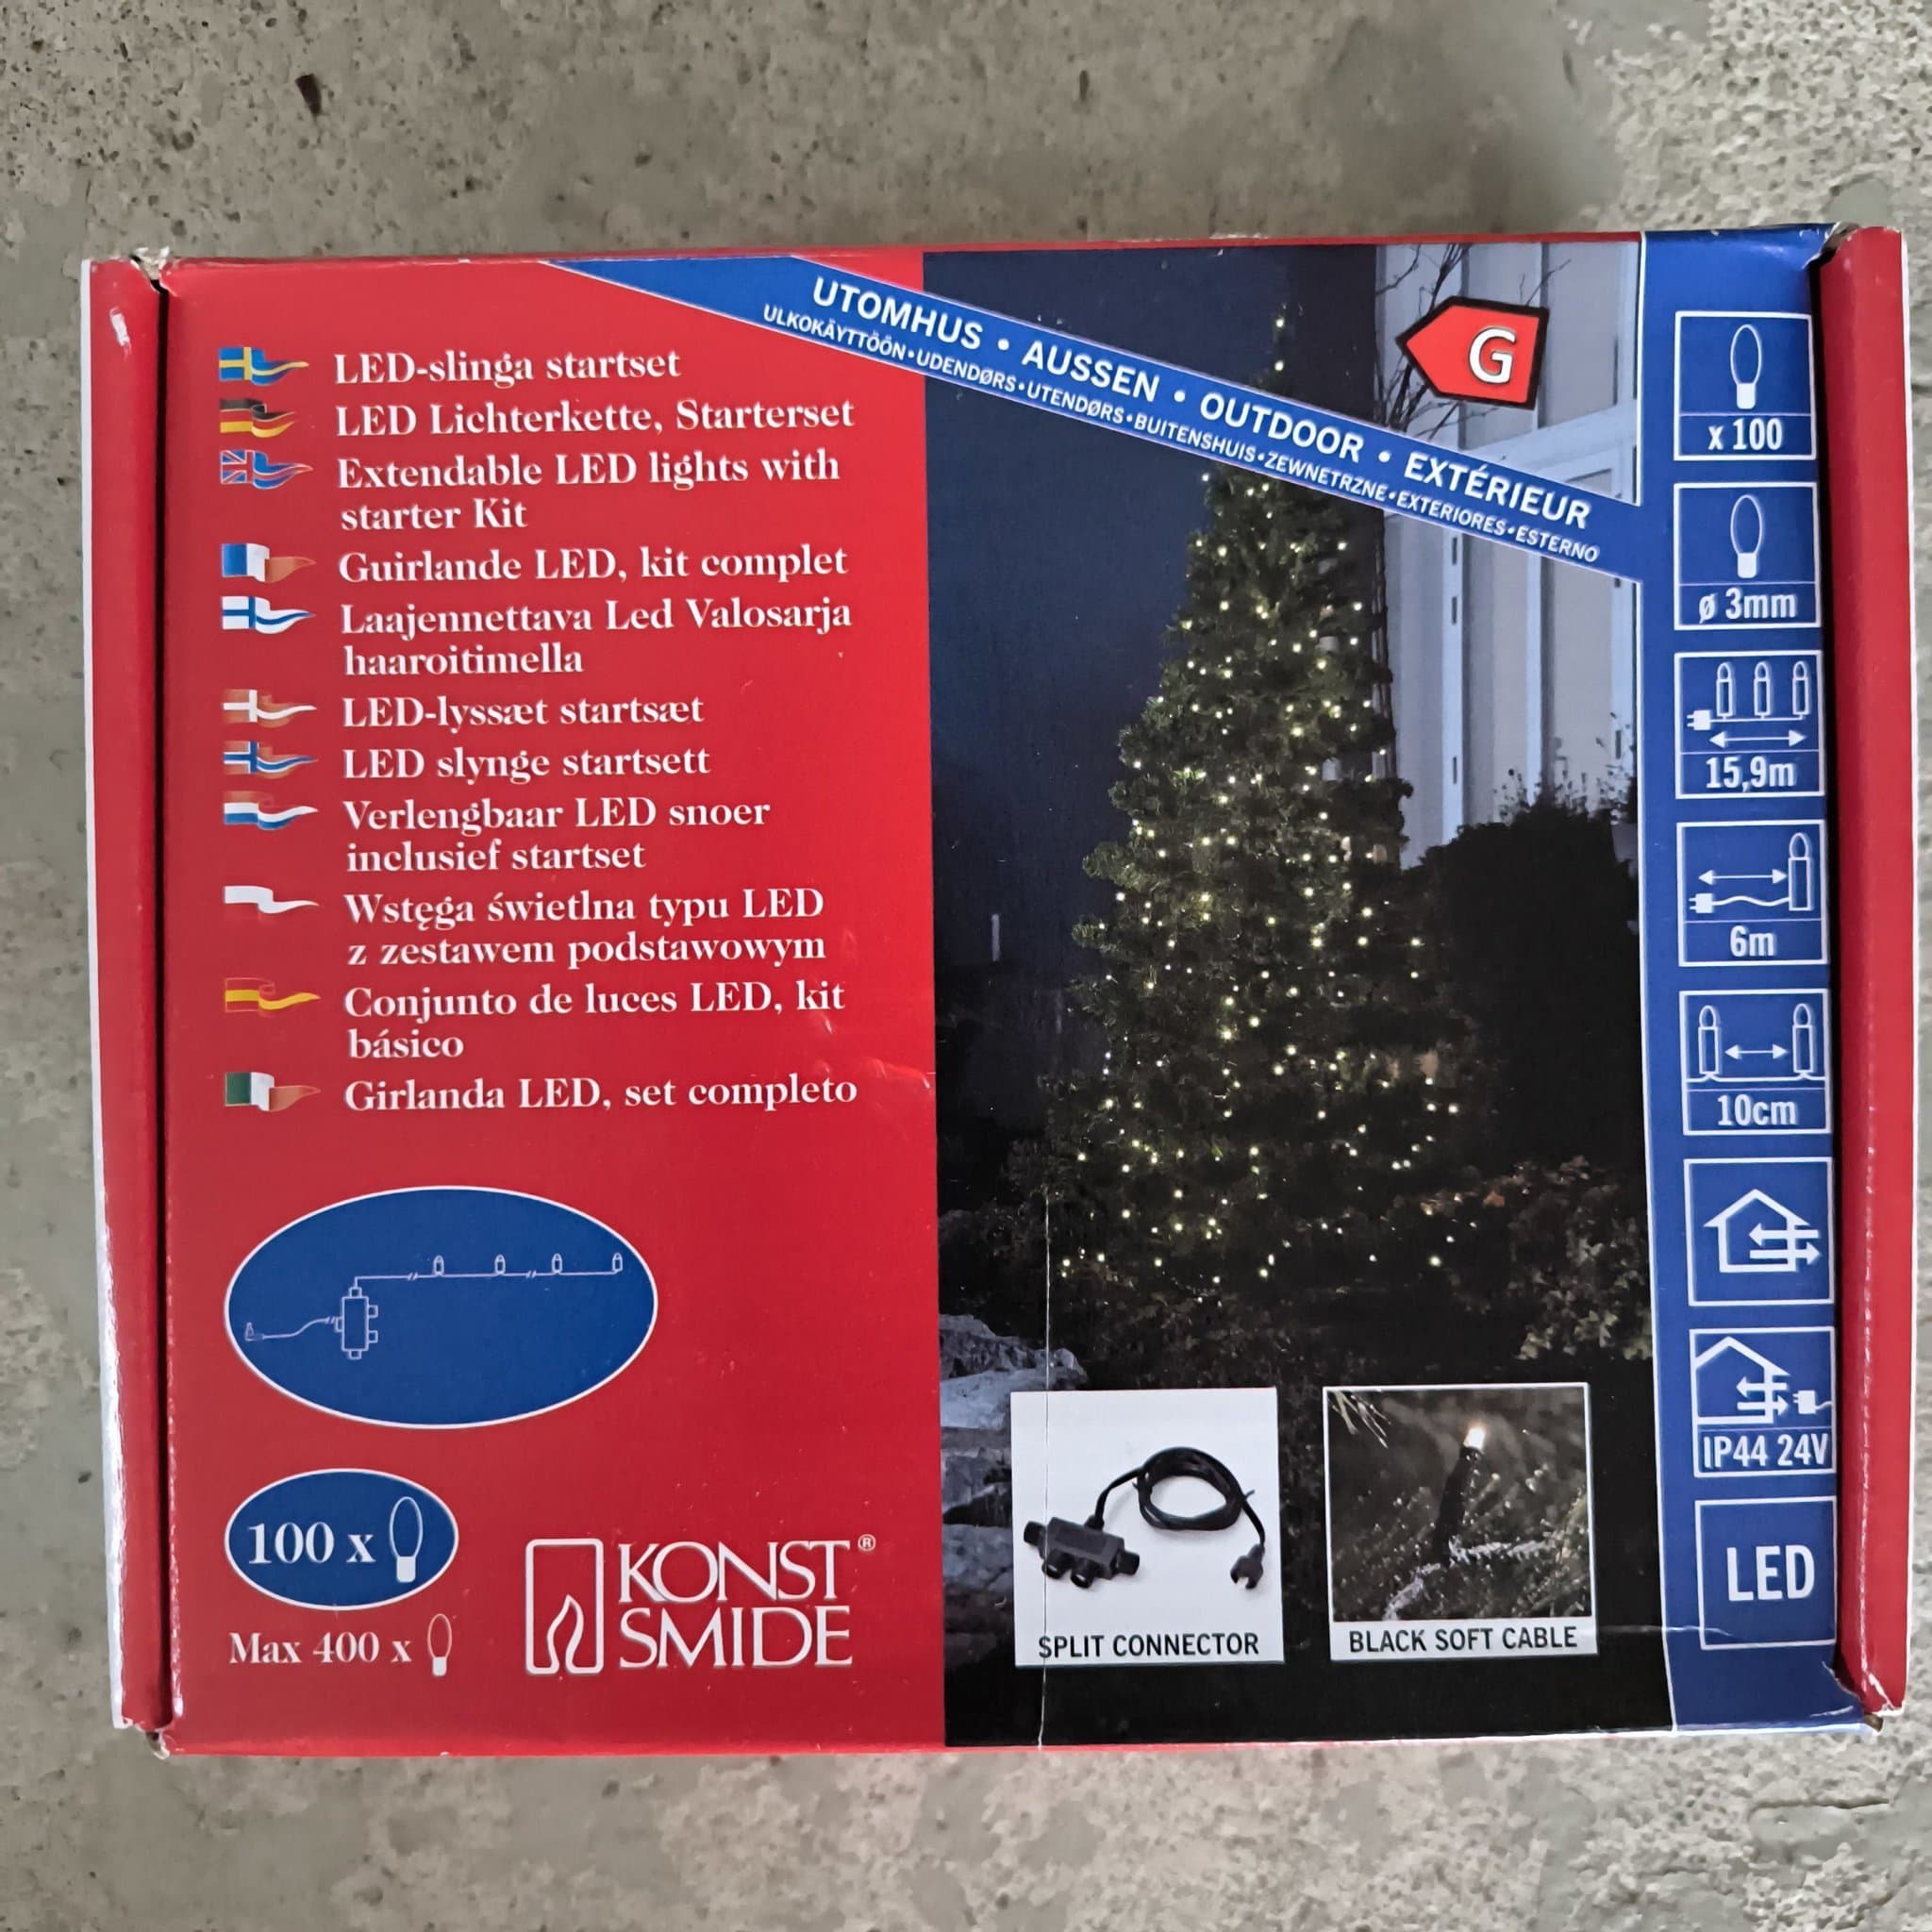 UTOMHUS • AUSSEN • OUTDOOR • EXTÉRIEUR
ULKOKÄYTTÖÖN•UDENDØRS•UTENDØRS•BUITENSHUIS•ZEWNETRZNE•EXTERIORES•ESTERNO
G
LED-slinga startset
LED Lichterkette, Starterset
Extendable LED lights with
starter Kit
Guirlande LED, kit complet
Laajennettava Led Valosarja
haaroitimella
LED-lyssæt startsæt
LED slynge startsett
Verlengbaar LED snoer
inclusief startset
Wstęga świetlna typu LED
z zestawem podstawowym
Conjunto de luces LED, kit
básico
Girlanda LED, set completo
100 x
Max 400 x
KONST®
SMIDE
SPLIT CONNECTOR
BLACK SOFT CABLE
x 100
ø 3mm
15,9m
6m
10cm
IP44 24V
LED